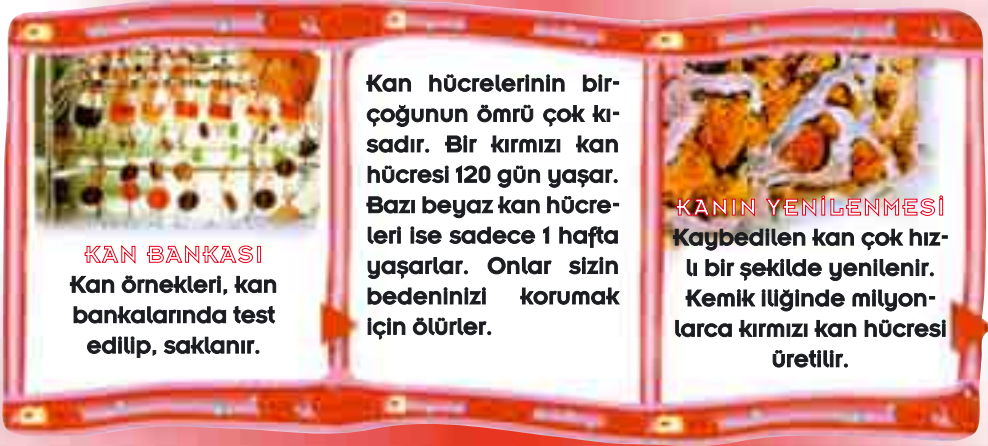 KAN BANKASI
Kan örnekleri, kan
bankalarında test
edilip, saklanır.
Kan hücrelerinin bir-
çoğunun ömrü çok kı-
sadır. Bir kırmızı kan
hücresi 120 gün yaşar.
Bazı beyaz kan hücre-
leri ise sadece 1 hafta
yaşarlar. Onlar sizin
bedeninizi korumak
için ölürler.
KANIN YENİLENMESİ
Kaybedilen kan çok hız-
lı bir şekilde yenilenir.
Kemik iliğinde milyon-
larca kırmızı kan hücresi
üretilir.